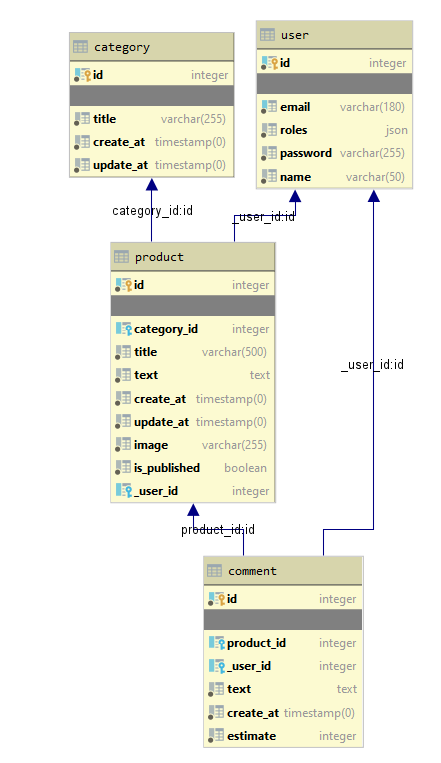 category
id integer
title varchar(255)
create_at timestamp(0)
update_at timestamp(0)
user
id integer
email varchar(180)
roles json
password varchar(255)
name varchar(50)
category_id:id
_user_id:id
product
id integer
category_id integer
title varchar(500)
text text
create_at timestamp(0)
update_at timestamp(0)
image varchar(255)
is_published boolean
_user_id integer
_user_id:id
product_id:id
comment
id integer
product_id integer
_user_id integer
text text
create_at timestamp(0)
estimate integer